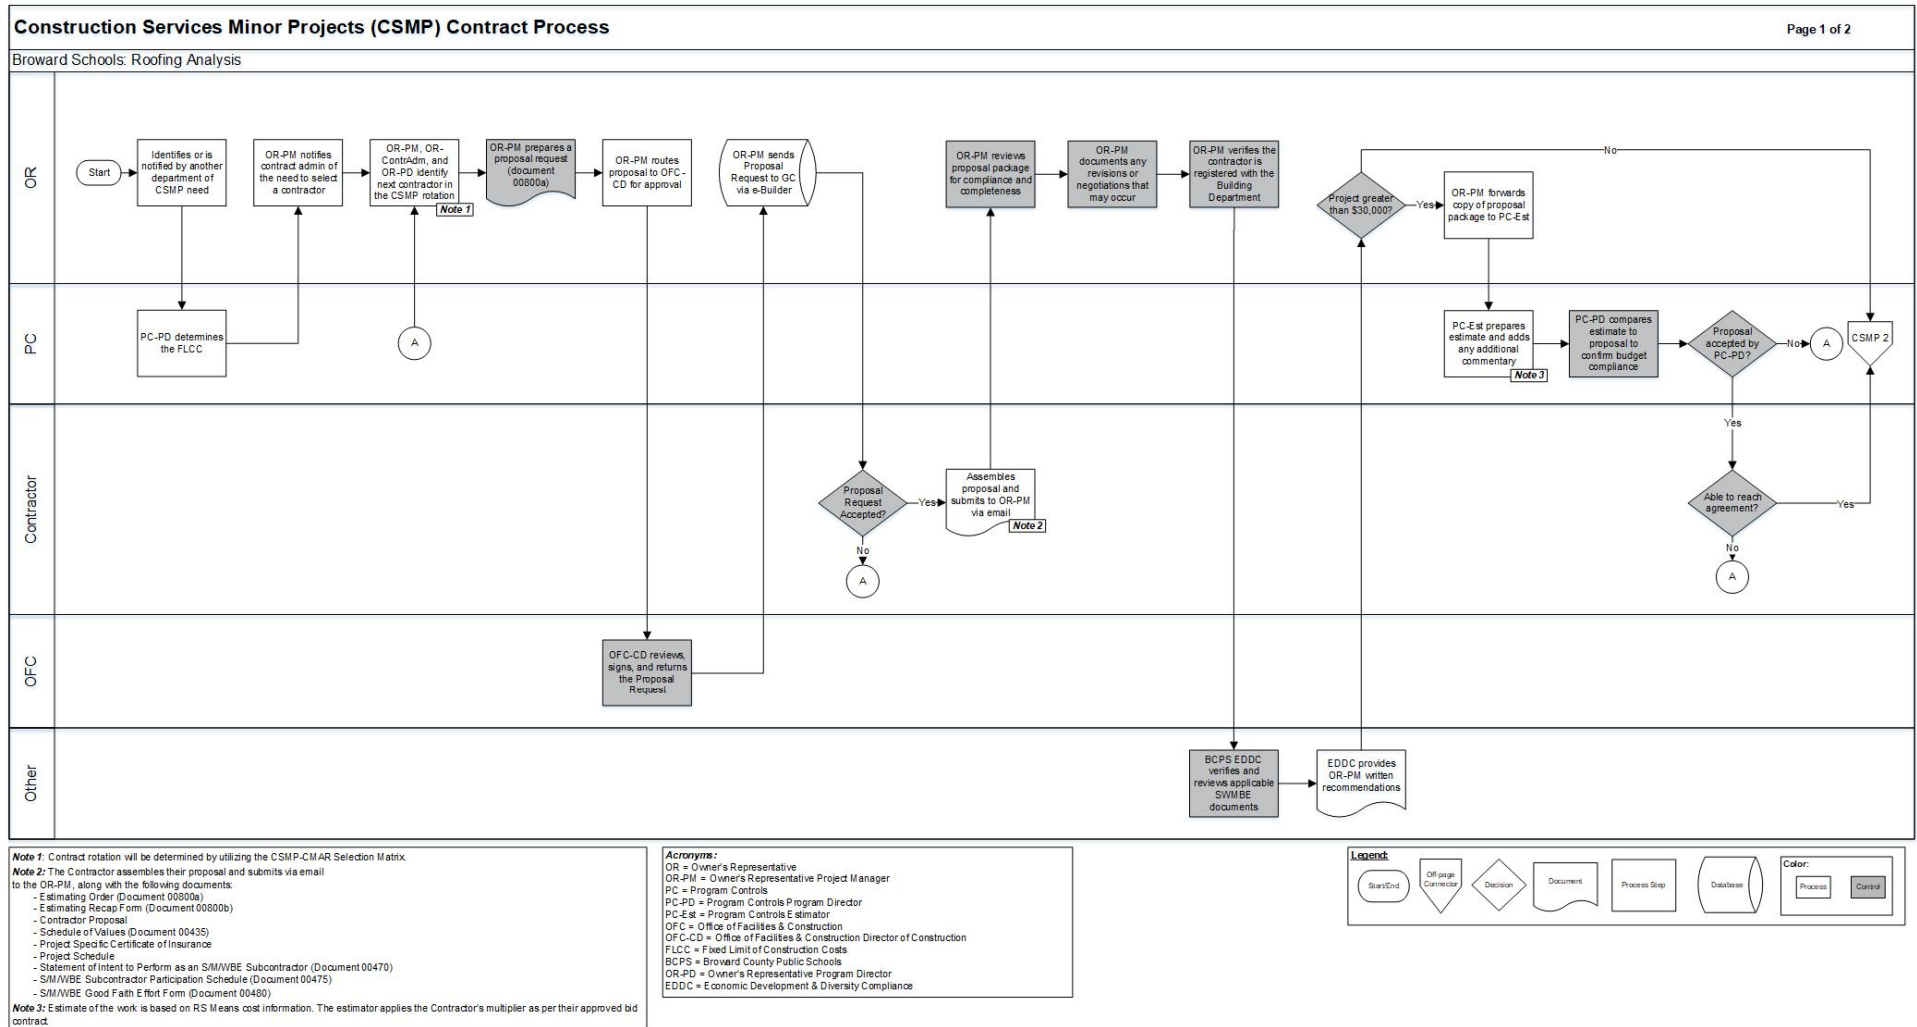 Construction Services Minor Projects (CSMP) Contract Process
Page 1 of 2
Broward Schools: Roofing Analysis
OR
Start
Identifies or is
notified by another
department of
CSMP need
OR-PM notifies
contract admin of
the need to select
a contractor
OR-PM, OR-
ContrAdm, and
OR-PD identify
next contractor in
the CSMP rotation
Note 1
OR-PM prepares a
proposal request
(document
00800a)
OR-PM routes
proposal to OFC-
CD for approval
OR-PM sends
Proposal
Request to GC
via e-Builder
OR-PM reviews
proposal package
for compliance and
completeness
OR-PM
documents any
revisions or
negotiations that
may occur
OR-PM verifies the
contractor is
registered with the
Building
Department
Project greater
than $30,000?
No
Yes
OR-PM forwards
copy of proposal
package to PC-Est
PC
PC-PD determines
the FLCC
A
PC-Est prepares
estimate and adds
any additional
commentary
Note 3
PC-PD compares
estimate to
proposal to
confirm budget
compliance
Proposal
accepted by
PC-PD?
No
A
CSMP 2
Yes
Contractor
Proposal
Request
Accepted?
Yes
No
A
Assembles
proposal and
submits to OR-PM
via email
Note 2
Able to reach
agreement?
Yes
No
A
OFC
OFC-CD reviews,
signs, and returns
the Proposal
Request
Other
BCPS EDDC
verifies and
reviews applicable
SWMBE
documents
EDDC provides
OR-PM written
recommendations
Note 1: Contract rotation will be determined by utilizing the CSMP-CMAR Selection Matrix.
Note 2: The Contractor assembles their proposal and submits via email
to the OR-PM, along with the following documents:
- Estimating Order (Document 00800a)
- Estimating Recap Form (Document 00800b)
- Contractor Proposal
- Schedule of Values (Document 00435)
- Project Specific Certificate of Insurance
- Project Schedule
- Statement of Intent to Perform as an S/M/WBE Subcontractor (Document 00470)
- S/M/WBE Subcontractor Participation Schedule (Document 00475)
- S/M/WBE Good Faith Effort Form (Document 00480)
Note 3: Estimate of the work is based on RS Means cost information. The estimator applies the Contractor's multiplier as per their approved bid
contract.
Acronyms:
OR = Owner's Representative
OR-PM = Owner's Representative Project Manager
PC = Program Controls
PC-PD = Program Controls Program Director
PC-Est = Program Controls Estimator
OFC = Office of Facilities & Construction
OFC-CD = Office of Facilities & Construction Director of Construction
FLCC = Fixed Limit of Construction Costs
BCPS = Broward County Public Schools
OR-PD = Owner's Representative Program Director
EDDC = Economic Development & Diversity Compliance
Legend:
Start/End
Off-page
Connector
Decision
Document
Process Step
Database
Color:
Process
Control